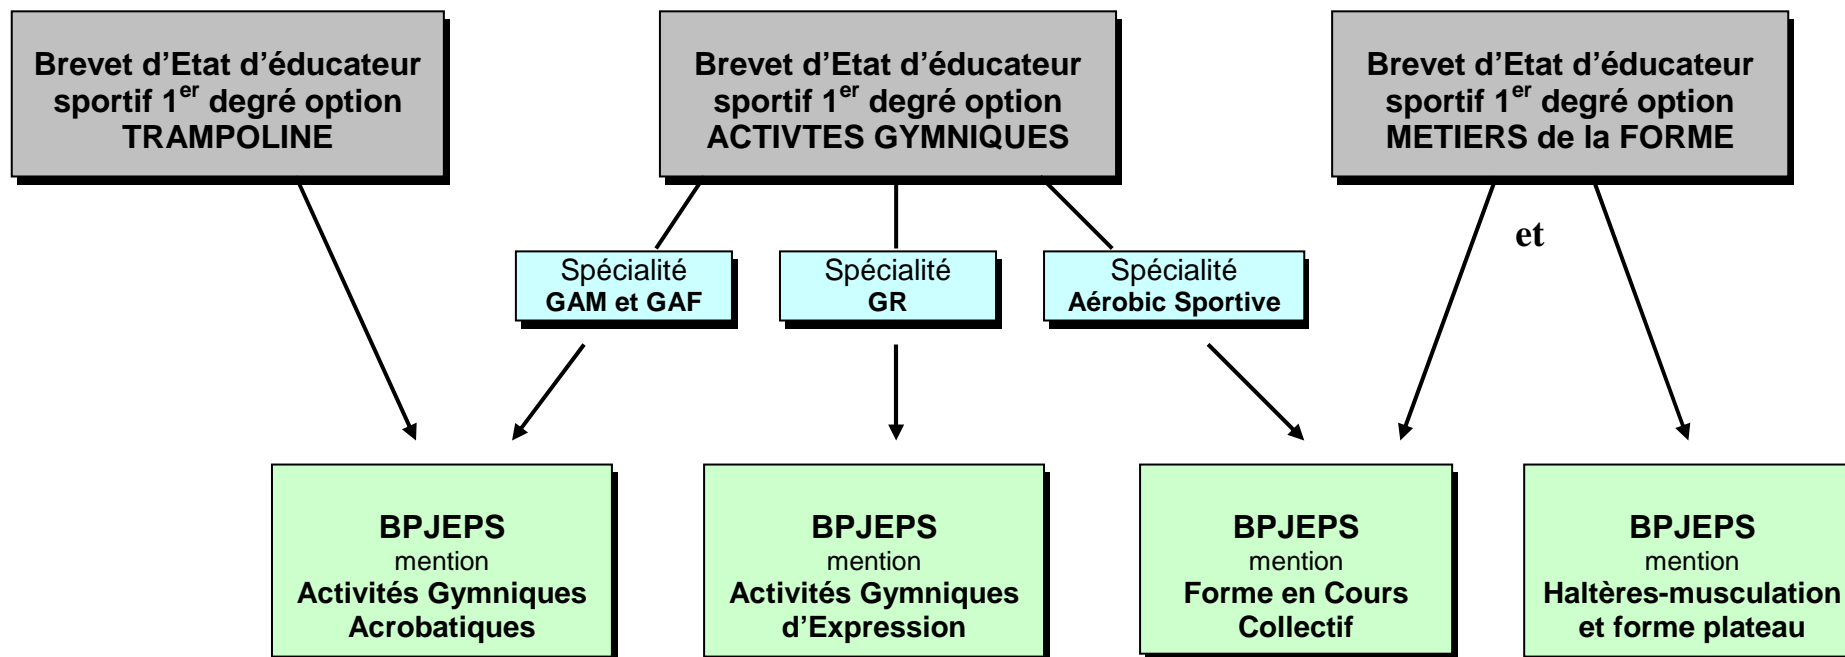 Brevet d’Etat d’éducateur
sportif 1er degré option
TRAMPOLINE
Brevet d’Etat d’éducateur
sportif 1er degré option
ACTIVTES GYMNIQUES
Brevet d’Etat d’éducateur
sportif 1er degré option
METIERS de la FORME
et
Spécialité
GAM et GAF
Spécialité
GR
Spécialité
Aérobic Sportive
BPJEPS
mention
Activités Gymniques
Acrobatiques
BPJEPS
mention
Activités Gymniques
d’Expression
BPJEPS
mention
Forme en Cours
Collectif
BPJEPS
mention
Haltères-musculation
et forme plateau